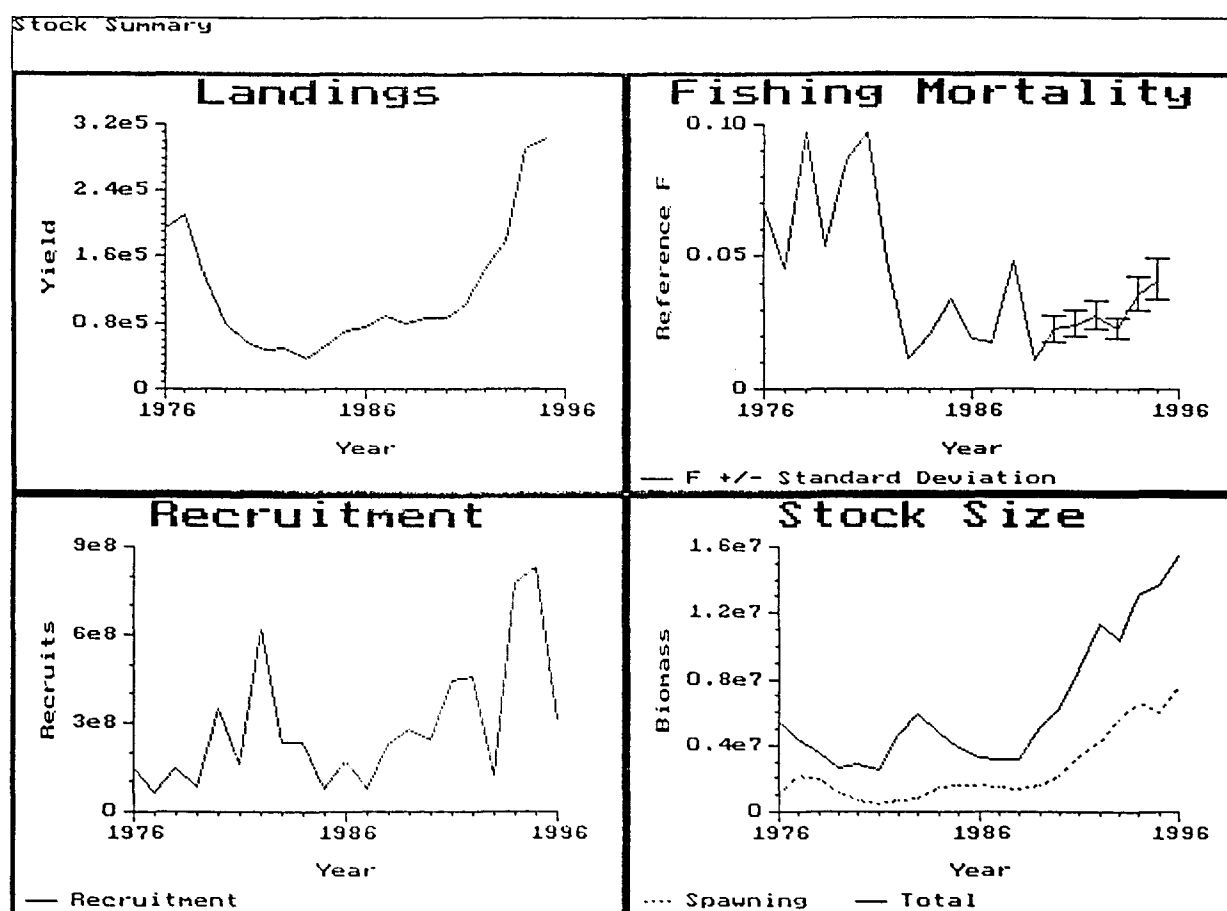 Stock Summary
Landings
3.2e5
2.4e5
1.6e5
0.8e5
0
Yield
1976 1986 1996
Year
Fishing Mortality
0.10
0.05
0
Reference F
1976 1986 1996
Year
— F +/- Standard Deviation
Recruitment
9e8
6e8
3e8
0
Recruits
1976 1986 1996
Year
— Recruitment
Stock Size
1.6e7
1.2e7
0.8e7
0.4e7
0
Biomass
1976 1986 1996
Year
Spawning — Total